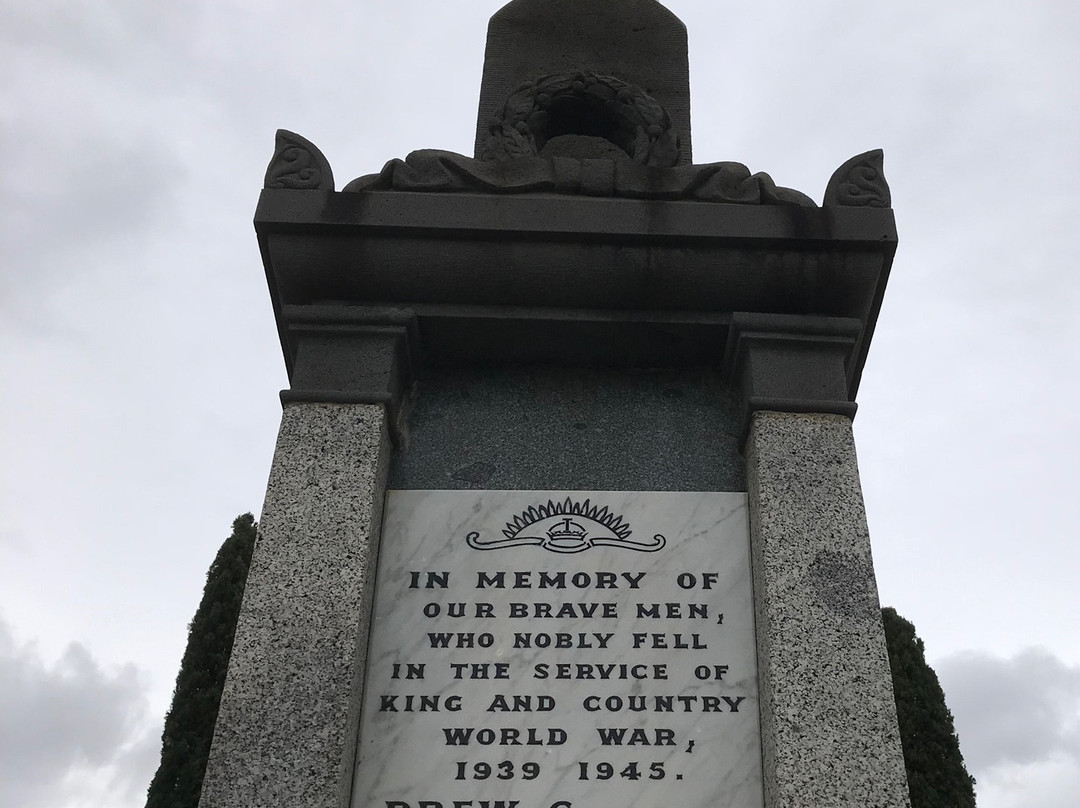 IN MEMORY OF
OUR BRAVE MEN,
WHO NOBLY FELL
IN THE SERVICE OF
KING AND COUNTRY
WORLD WAR,
1939 1945.
DREW C